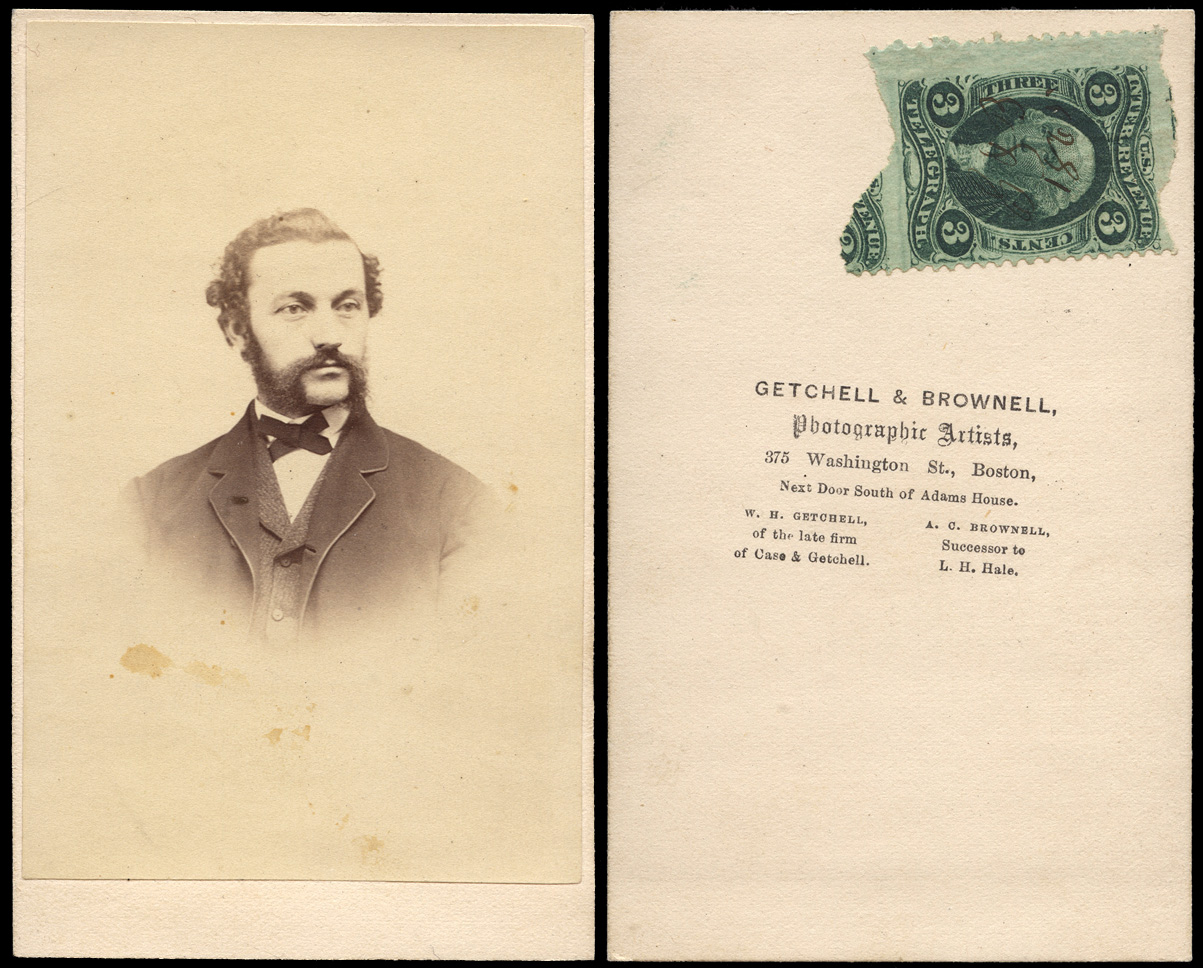 THREE
3
3
U.S.
INTER. REVENUE
TELEGRAPH
3
3
CENTS
GETCHELL & BROWNELL,
Photographic Artists,
375 Washington St., Boston,
Next Door South of Adams House.
W. H. GETCHELL,
of the late firm
of Case & Getchell.
A. C. BROWNELL,
Successor to
L. H. Hale.